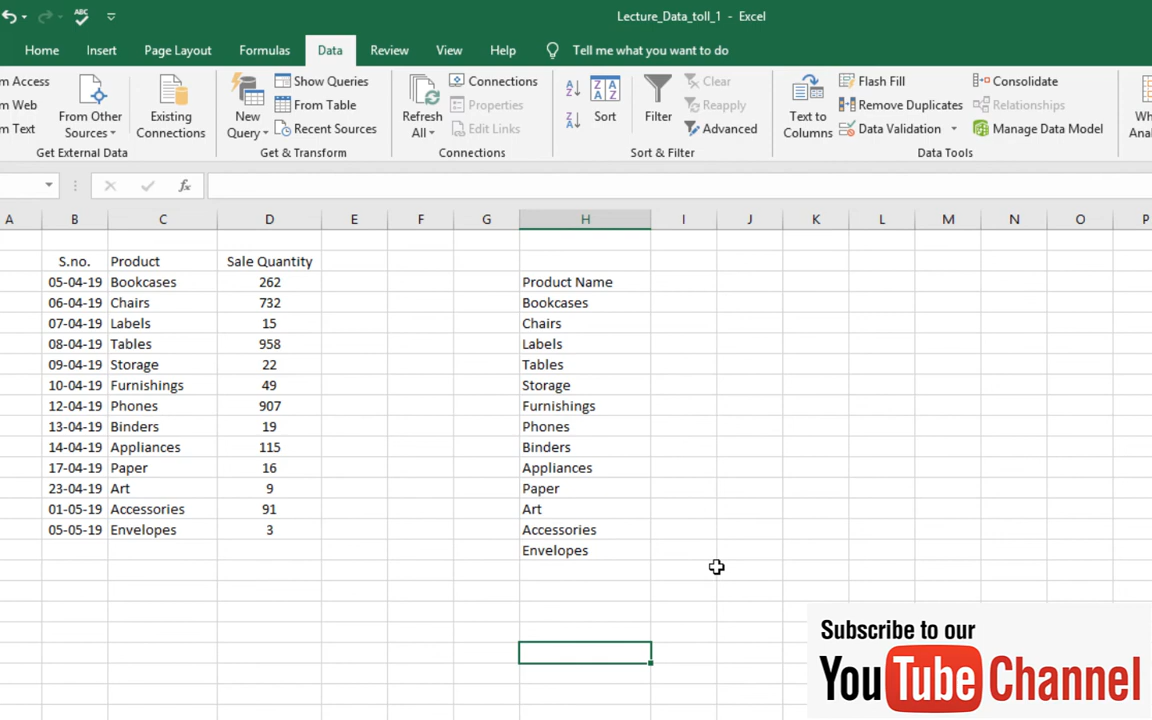 Lecture_Data_toll_1 - Excel
ABC
Home Insert Page Layout Formulas Data Review View Help Tell me what you want to do
m Access
m Web
m Text
From Other Sources
Existing Connections
Get External Data
New Query
Show Queries
From Table
Recent Sources
Get & Transform
Refresh All
Connections
Properties
Edit Links
Connections
Sort
Filter
Clear
Reapply
Advanced
Sort & Filter
Text to Columns
Flash Fill
Remove Duplicates
Data Validation
Consolidate
Relationships
Manage Data Model
Data Tools
Wh
Anal
fx
A B C D E F G H I J K L M N O P
S.no. Product Sale Quantity
05-04-19 Bookcases 262 Product Name
06-04-19 Chairs 732 Bookcases
07-04-19 Labels 15 Chairs
08-04-19 Tables 958 Labels
09-04-19 Storage 22 Tables
10-04-19 Furnishings 49 Storage
12-04-19 Phones 907 Furnishings
13-04-19 Binders 19 Phones
14-04-19 Appliances 115 Binders
17-04-19 Paper 16 Appliances
23-04-19 Art 9 Paper
01-05-19 Accessories 91 Art
05-05-19 Envelopes 3 Accessories
Envelopes
Subscribe to our
YouTube Channel